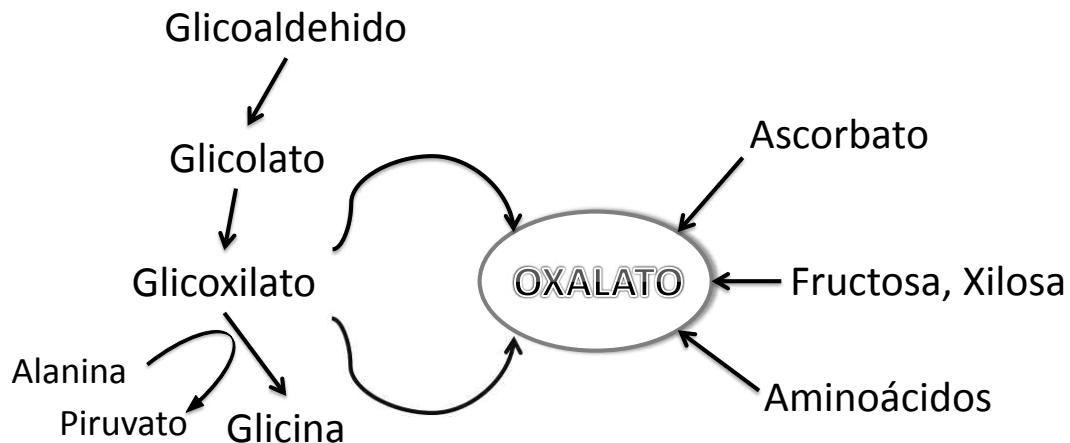 Glicoaldehido
Glicolato
Glicoxilato
Alanina
Piruvato
Glicina
OXALATO
Ascorbato
Fructosa, Xilosa
Aminoácidos